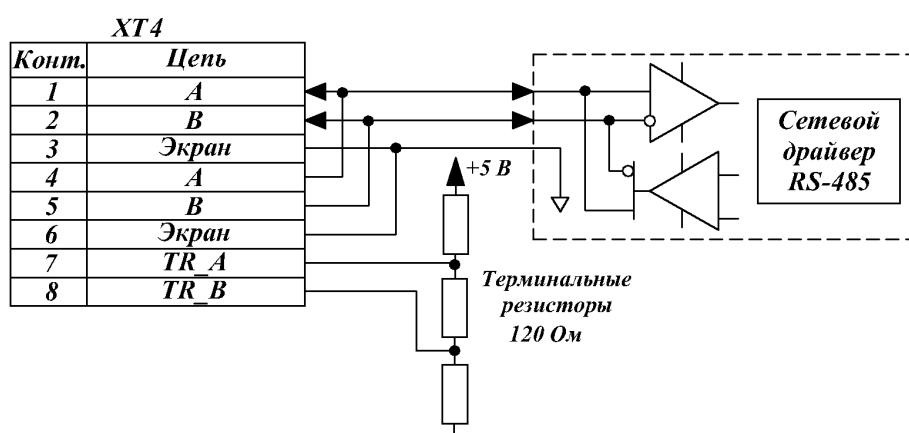 XT4
Конт. Цепь
1 A
2 B
3 Экран
4 A
5 B
6 Экран
7 TR_A
8 TR_B
+5 В
Терминальные
резисторы
120 Ом
Сетевой
драйвер
RS-485